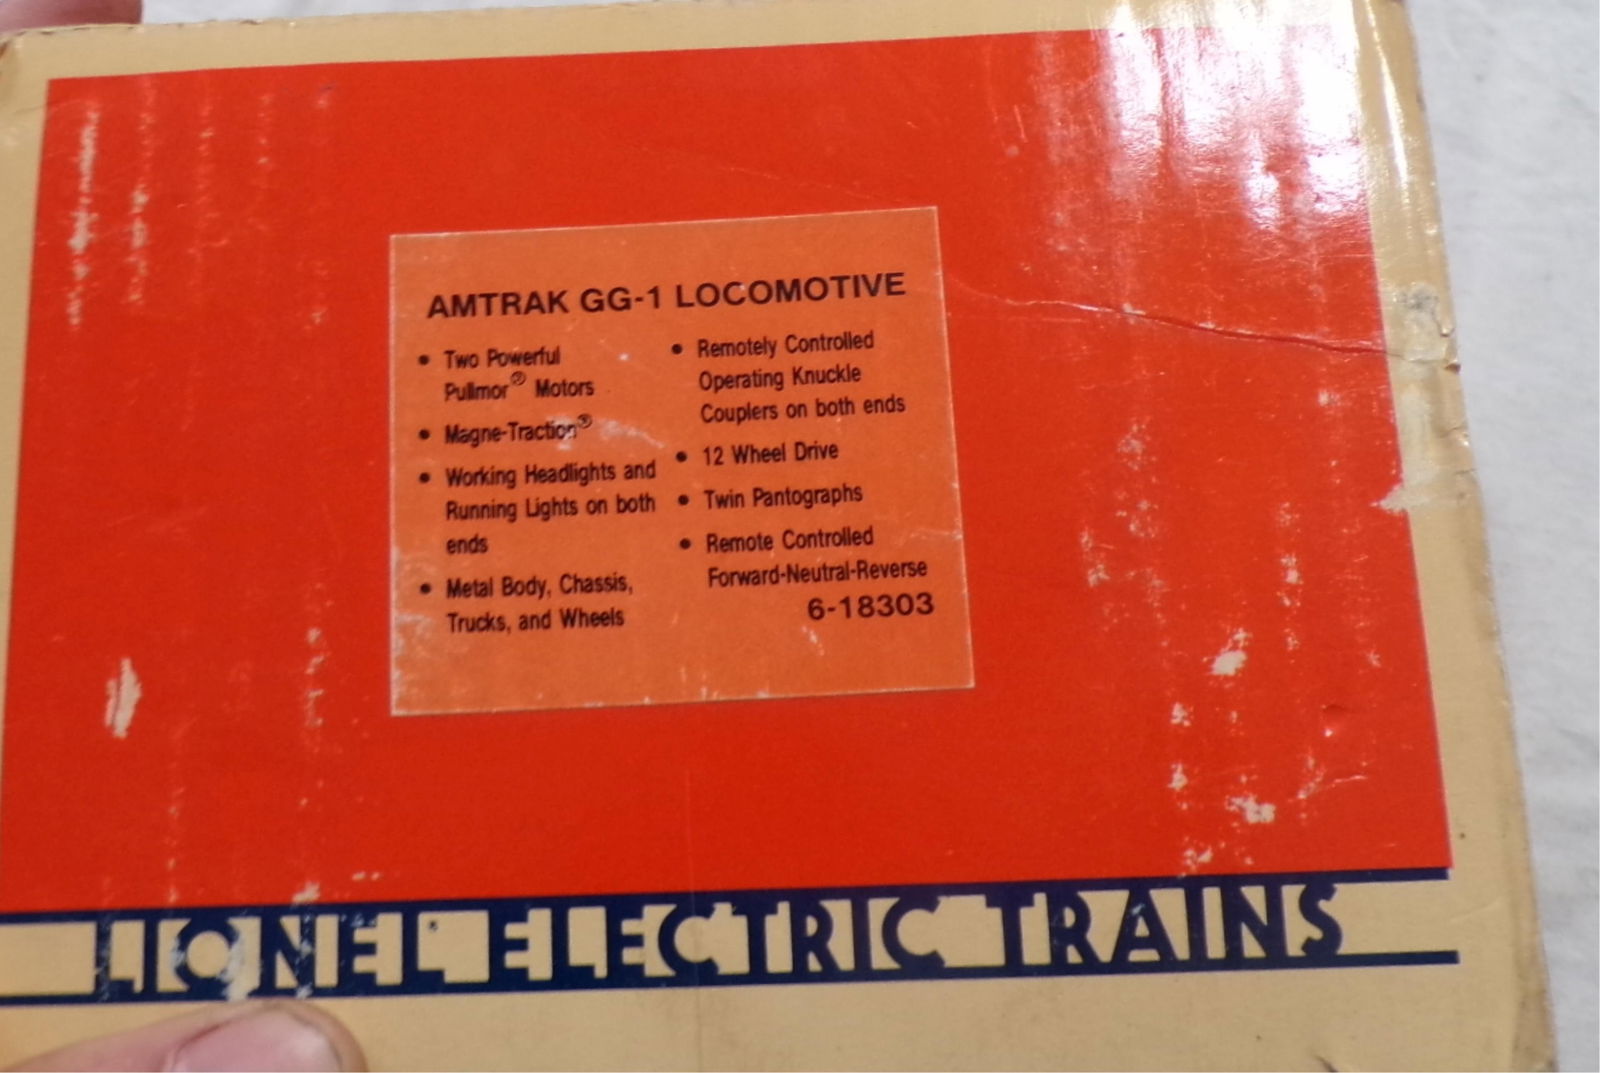 AMTRAK GG-1 LOCOMOTIVE
• Two Powerful
Pullmor® Motors
• Magne-Traction®
• Working Headlights and
Running Lights on both
ends
• Metal Body, Chassis,
Trucks, and Wheels
• Remotely Controlled
Operating Knuckle
Couplers on both ends
• 12 Wheel Drive
• Twin Pantographs
• Remote Controlled
Forward-Neutral-Reverse
6-18303
LIONEL® ELECTRIC TRAINS